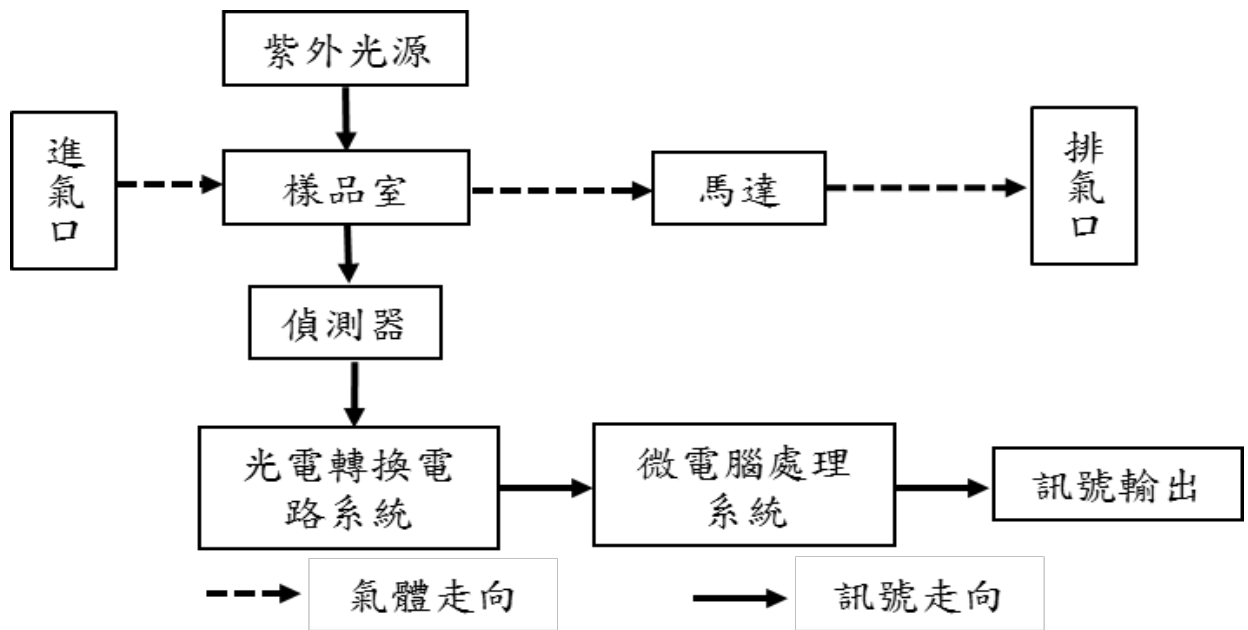 紫外光源
進
氣
口
樣品室
馬達
排
氣
口
偵測器
光電轉換電
路系統
微電腦處理
系統
訊號輸出
氣體走向
訊號走向